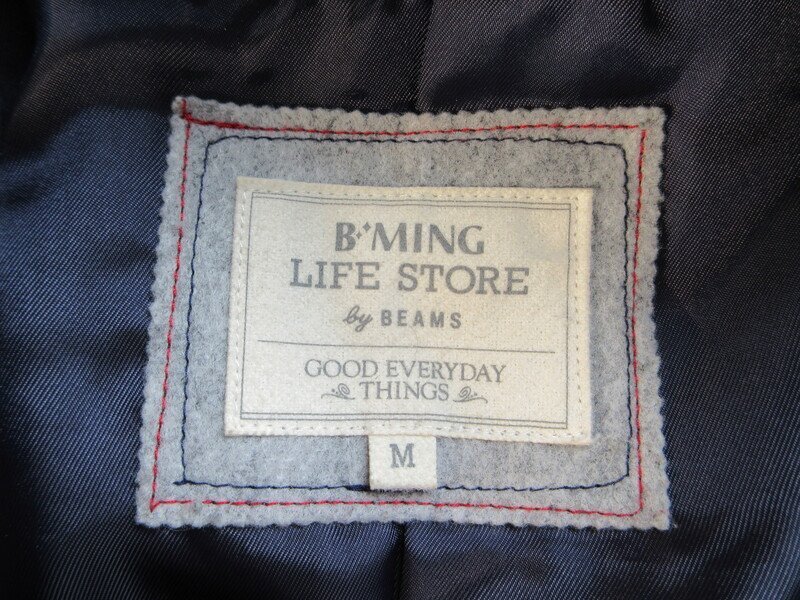 B·MING
LIFE STORE
by BEAMS
GOOD EVERYDAY
THINGS
M